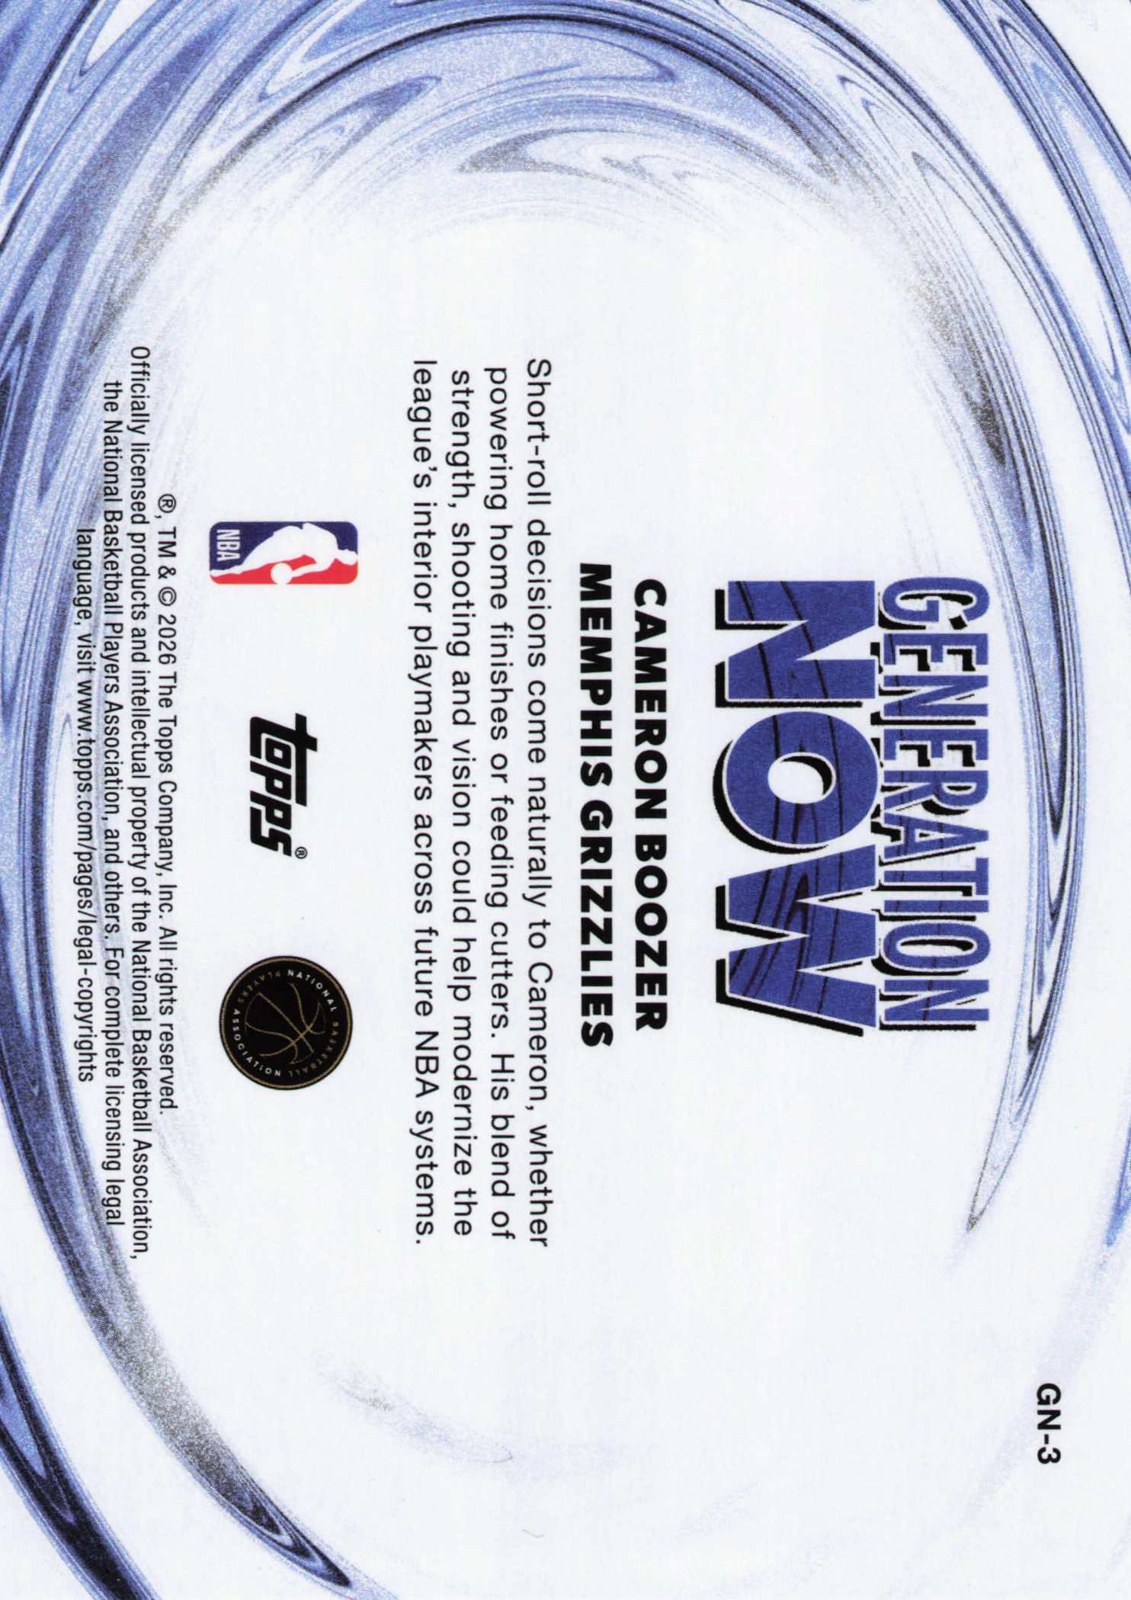 GN-3
GENERATION
NOW
CAMERON BOOZER
MEMPHIS GRIZZLIES
Short-roll decisions come naturally to Cameron, whether
powering home finishes or feeding cutters. His blend of
strength, shooting and vision could help modernize the
league's interior playmakers across future NBA systems.
NBA
topps®
NATIONAL BASKETBALL PLAYERS ASSOCIATION
®, TM & © 2026 The Topps Company, Inc. All rights reserved.
Officially licensed products and intellectual property of the National Basketball Association,
the National Basketball Players Association, and others. For complete licensing legal
language, visit www.topps.com/pages/legal-copyrights